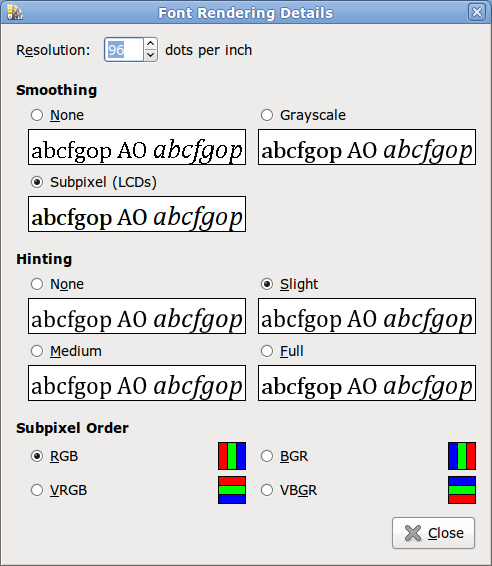 Font Rendering Details
Resolution: 96 dots per inch
Smoothing
None
Grayscale
abcfgop AO abcfgop
abcfgop AO abcfgop
Subpixel (LCDs)
abcfgop AO abcfgop
Hinting
None
Slight
abcfgop AO abcfgop
abcfgop AO abcfgop
Medium
Full
abcfgop AO abcfgop
abcfgop AO abcfgop
Subpixel Order
RGB
BGR
VRGB
VBGR
Close